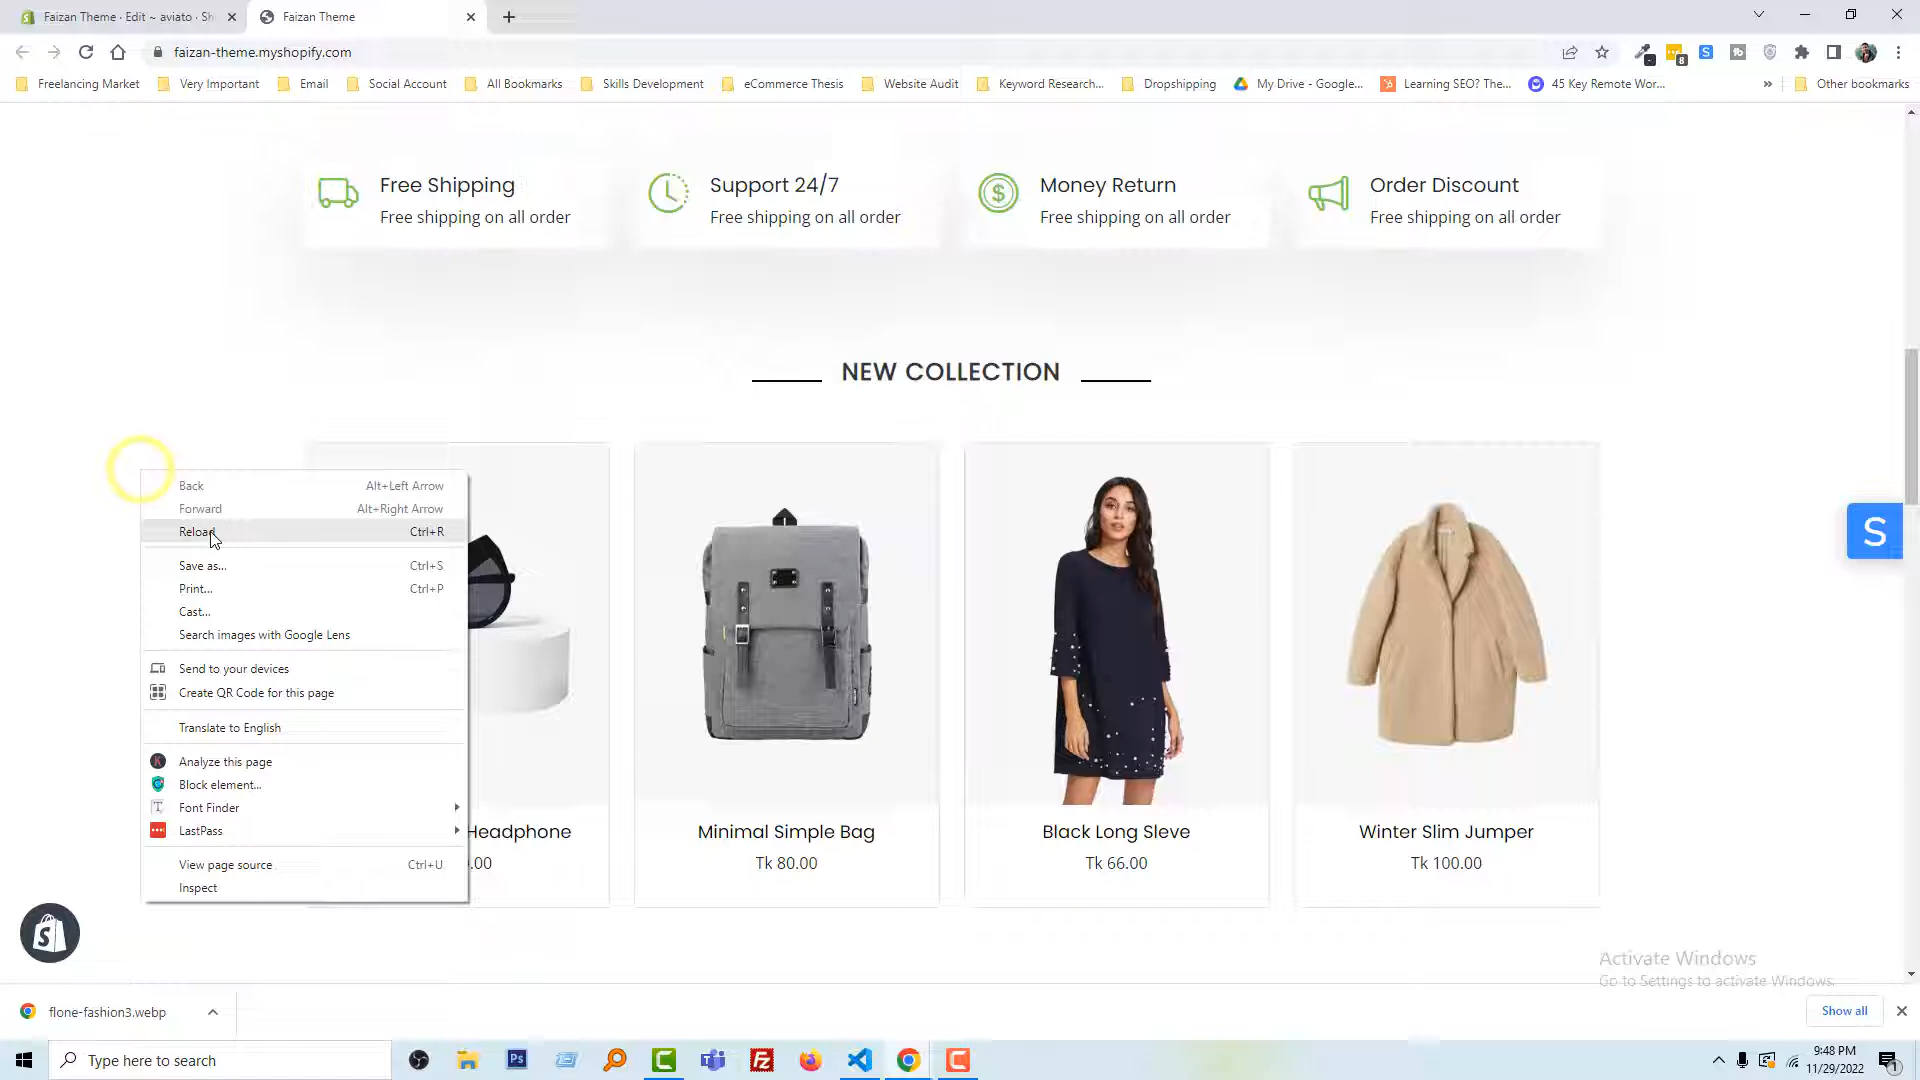 Faizan Theme · Edit ~ aviato · Sh
Faizan Theme
faizan-theme.myshopify.com
8
Freelancing Market
Very Important
Email
Social Account
All Bookmarks
Skills Development
eCommerce Thesis
Website Audit
Keyword Research...
Dropshipping
My Drive - Google...
Learning SEO? The...
45 Key Remote Wor...
Other bookmarks
Free Shipping
Free shipping on all order
Support 24/7
Free shipping on all order
Money Return
Free shipping on all order
Order Discount
Free shipping on all order
NEW COLLECTION
Back Alt+Left Arrow
Forward Alt+Right Arrow
Reload Ctrl+R
Save as... Ctrl+S
Print... Ctrl+P
Cast...
Search images with Google Lens
Send to your devices
Create QR Code for this page
Translate to English
Analyze this page
Block element...
Font Finder
LastPass
View page source Ctrl+U
Inspect
Headphone
.00
Minimal Simple Bag
Tk 80.00
Black Long Sleve
Tk 66.00
Winter Slim Jumper
Tk 100.00
S
Activate Windows
Go to Settings to activate Windows.
flone-fashion3.webp
Show all
Type here to search
Ps
9:48 PM
11/29/2022
1